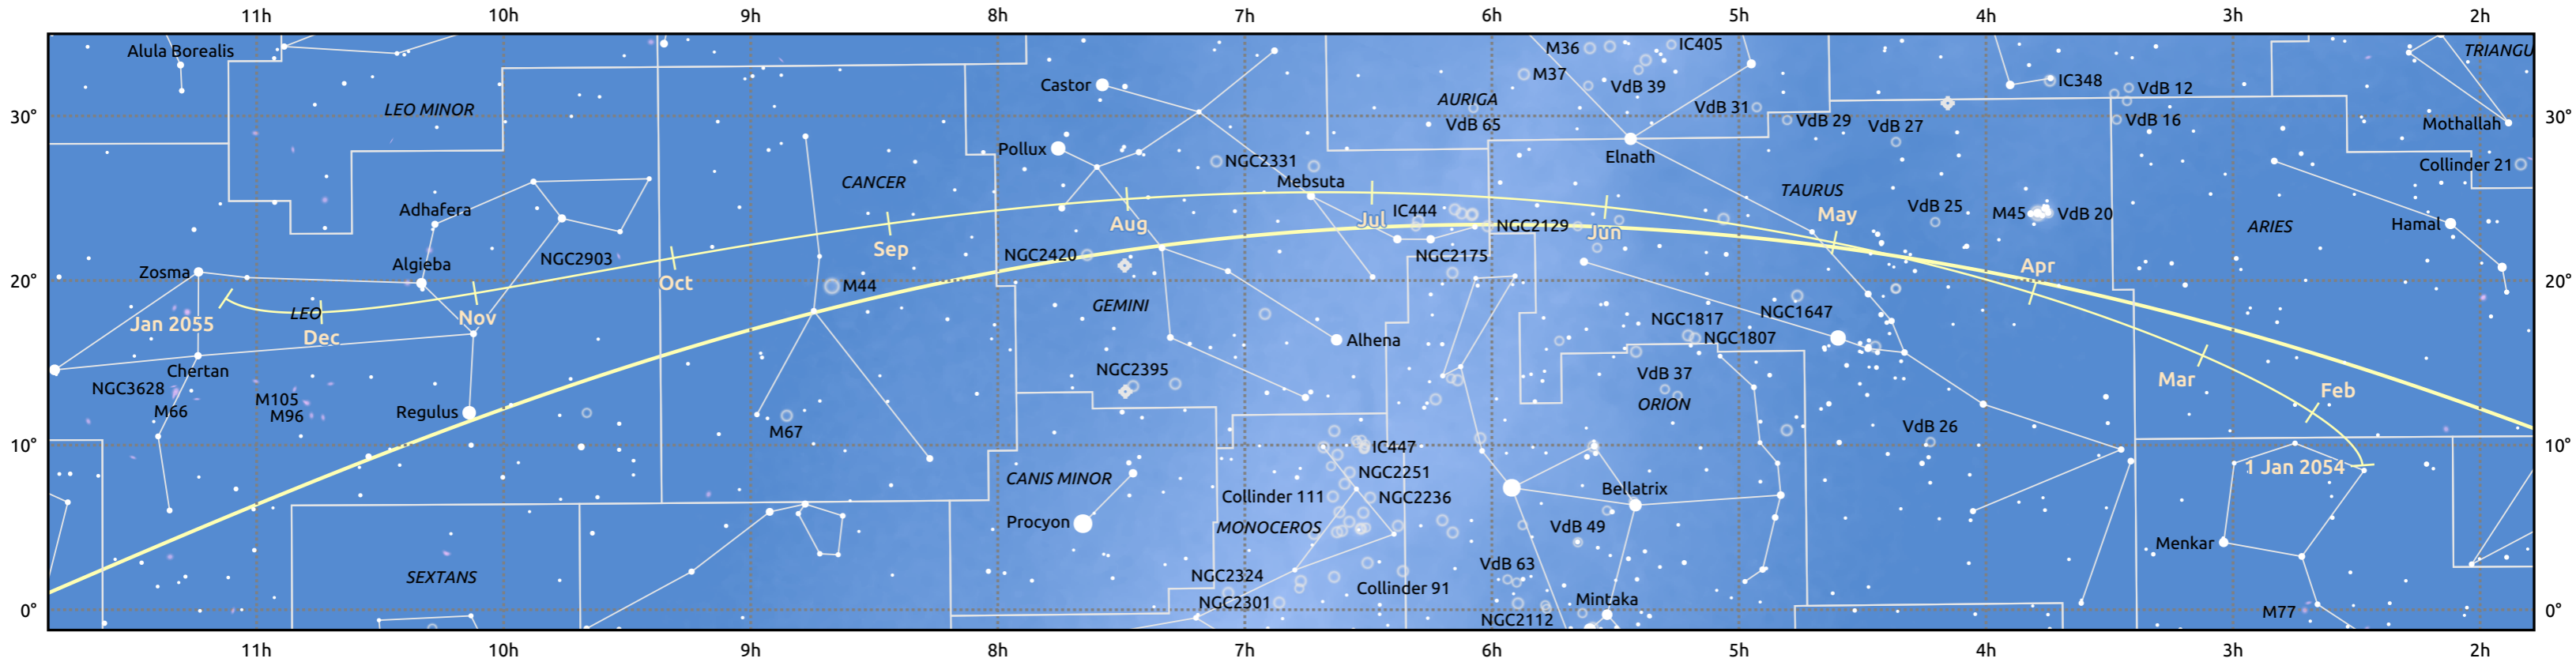 11h 10h 9h 8h 7h 6h 5h 4h 3h 2h
Alula Borealis
M36
IC405
TRIANGU
M37
Castor
VdB 39
IC348
VdB 12
LEO MINOR
AURIGA
VdB 31
30°
30°
VdB 65
VdB 29
VdB 27
VdB 16
Mothallah
Pollux
NGC2331
Elnath
Collinder 21
CANCER
Mebsuta
TAURUS
Adhafera
Aug
Jul
IC444
NGC2129
Jun
May
VdB 25
M45
VdB 20
Hamal
ARIES
Sep
Zosma
Algieba
NGC2903
NGC2420
NGC2175
Apr
20°
20°
Oct
M44
GEMINI
Jan 2055
LEO
Nov
Dec
NGC1647
NGC1817
NGC1807
Alhena
Chertan
NGC3628
M66
M105
M96
Regulus
NGC2395
VdB 37
ORION
Mar
Feb
M67
VdB 26
10°
10°
IC447
NGC2251
CANIS MINOR
Collinder 111
NGC2236
Bellatrix
1 Jan 2054
Procyon
MONOCEROS
VdB 49
Menkar
SEXTANS
NGC2324
VdB 63
Collinder 91
NGC2301
Mintaka
NGC2112
M77
0°
0°
11h 10h 9h 8h 7h 6h 5h 4h 3h 2h